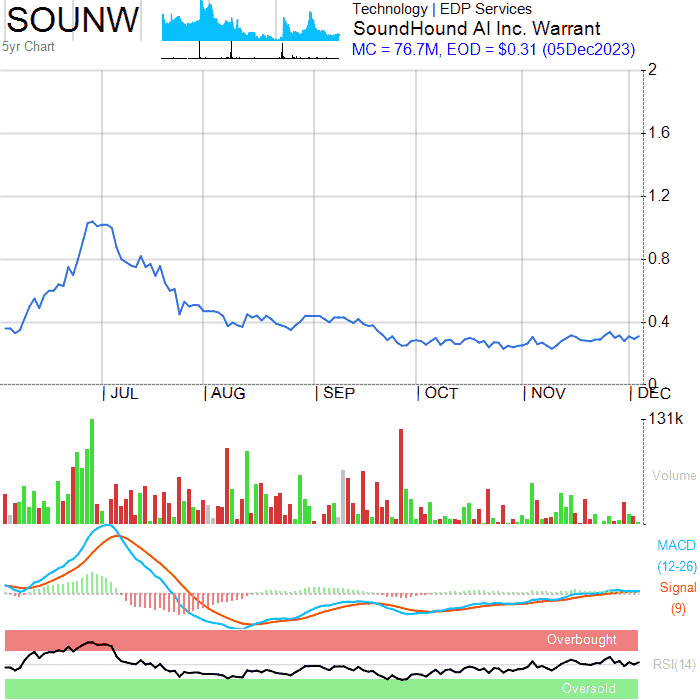 SOUNW
5yr Chart
Technology | EDP Services
SoundHound AI Inc. Warrant
MC = 76.7M, EOD = $0.31 (05Dec2023)
2
1.6
1.2
0.8
0.4
0
| JUL | AUG | SEP | OCT | NOV | DEC
131k
Volume
MACD
(12-26)
Signal
(9)
Overbought
RSI(14)
Oversold